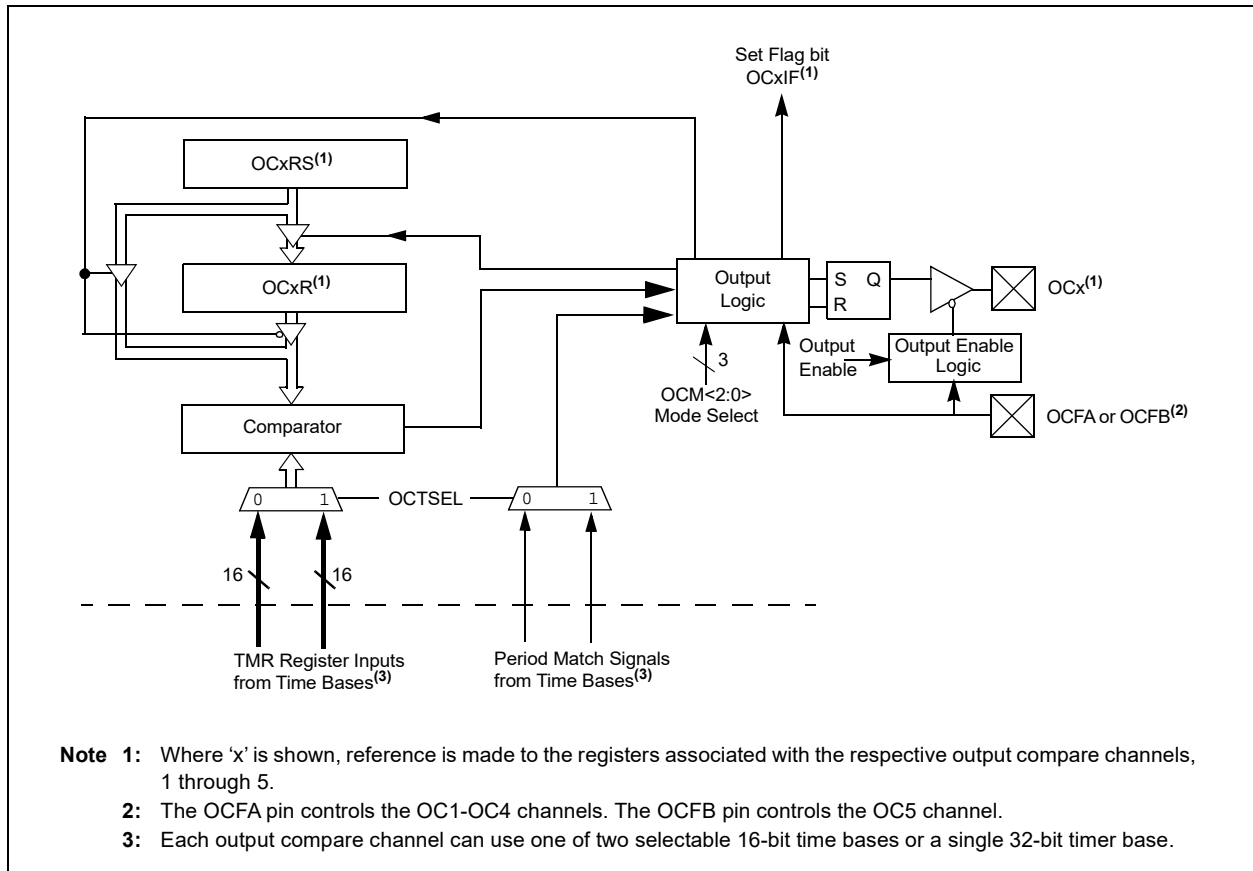 Set Flag bit
OCxIF(1)
OCxRS(1)
OCxR(1)
Output
Logic
S Q
R
OCx(1)
Output
Enable
Output Enable
Logic
3
OCM<2:0>
Mode Select
OCFA or OCFB(2)
Comparator
0 1
OCTSEL
0 1
16
16
TMR Register Inputs
from Time Bases(3)
Period Match Signals
from Time Bases(3)
Note 1: Where ‘x’ is shown, reference is made to the registers associated with the respective output compare channels,
1 through 5.
2: The OCFA pin controls the OC1-OC4 channels. The OCFB pin controls the OC5 channel.
3: Each output compare channel can use one of two selectable 16-bit time bases or a single 32-bit timer base.